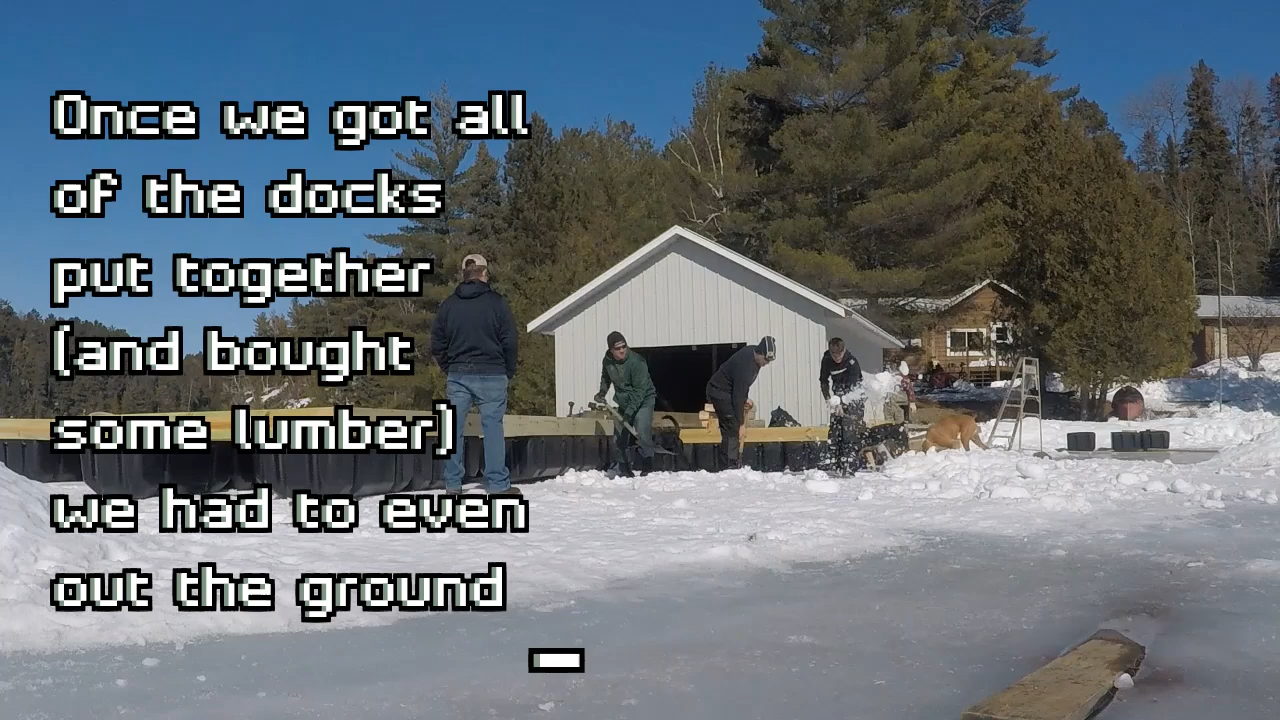 Once we got all
of the docks
put together
(and bought
some lumber)
we had to even
out the ground
_